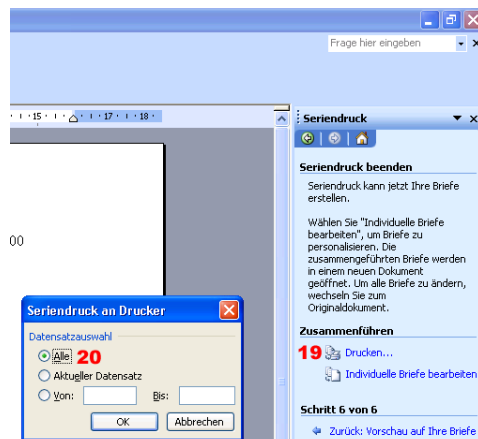 Frage hier eingeben
· 15 · ı · ı · 17 · ı · 18 ·
Seriendruck
Seriendruck beenden
Seriendruck kann jetzt Ihre Briefe
erstellen.
Wählen Sie "Individuelle Briefe
bearbeiten", um Briefe zu
personalisieren. Die
zusammengeführten Briefe werden
in einem neuen Dokument
geöffnet. Um alle Briefe zu ändern,
wechseln Sie zum
Originaldokument.
00
Zusammenführen
19 Drucken...
Individuelle Briefe bearbeiten
Schritt 6 von 6
Zurück: Vorschau auf Ihre Briefe
Seriendruck an Drucker
Datensatzauswahl
Alle 20
Aktueller Datensatz
Von: Bis:
OK Abbrechen